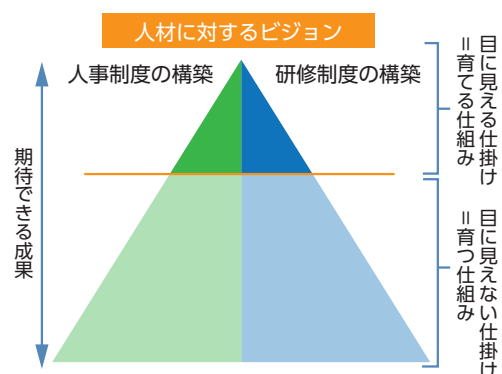 人材に対するビジョン
人事制度の構築
研修制度の構築
期待できる成果
目に見える仕掛け
＝育てる仕組み
目に見えない仕掛け
＝育つ仕組み